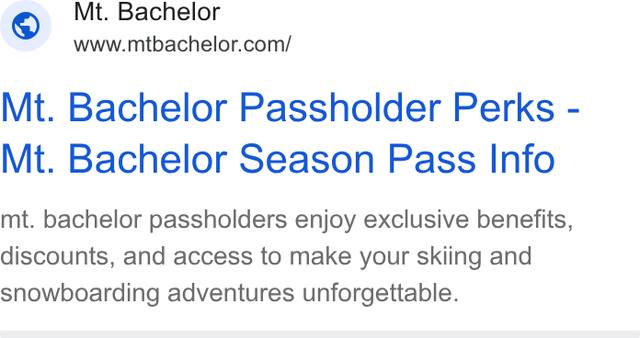 Mt. Bachelor
www.mtbachelor.com/
Mt. Bachelor Passholder Perks -
Mt. Bachelor Season Pass Info
mt. bachelor passholders enjoy exclusive benefits,
discounts, and access to make your skiing and
snowboarding adventures unforgettable.